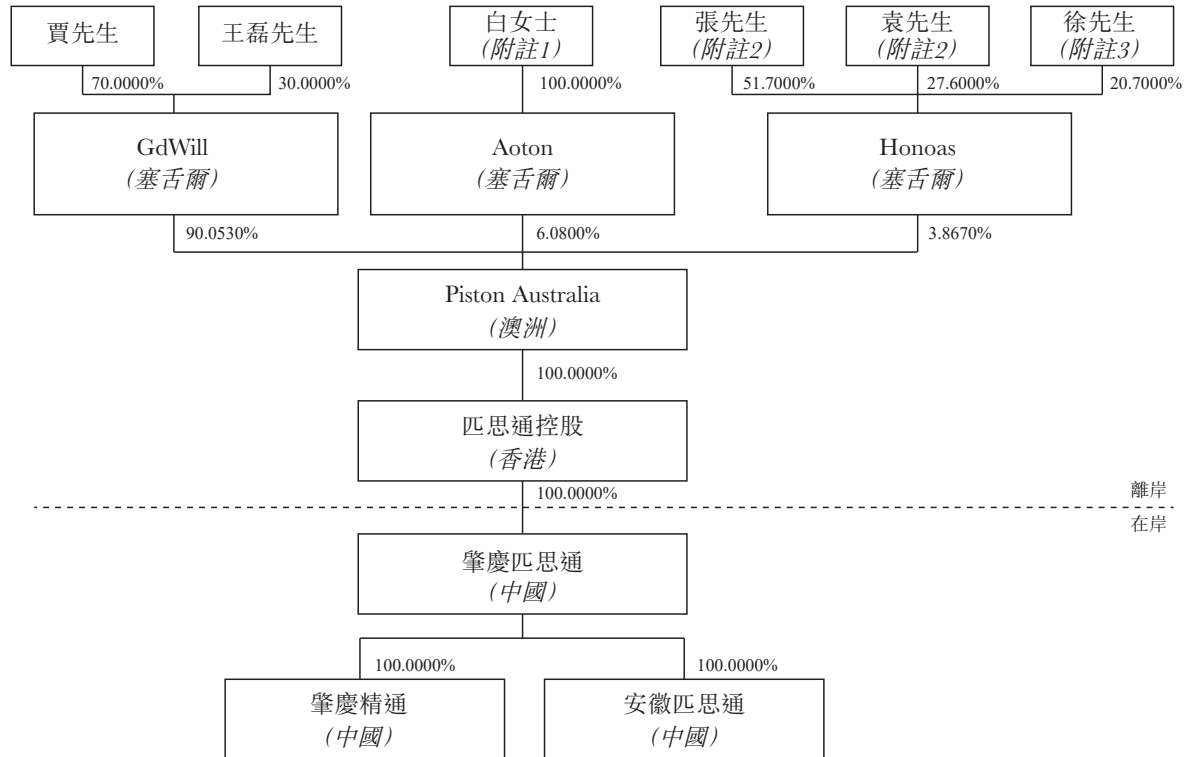 賈先生
王磊先生
白女士
(附註1)
張先生
(附註2)
袁先生
(附註2)
徐先生
(附註3)
70.0000%
30.0000%
100.0000%
51.7000%
27.6000%
20.7000%
GdWill
(塞舌爾)
Aoton
(塞舌爾)
Honoas
(塞舌爾)
90.0530%
6.0800%
3.8670%
Piston Australia
(澳洲)
100.0000%
匹思通控股
(香港)
100.0000%
離岸
在岸
肇慶匹思通
(中國)
100.0000%
100.0000%
肇慶精通
(中國)
安徽匹思通
(中國)